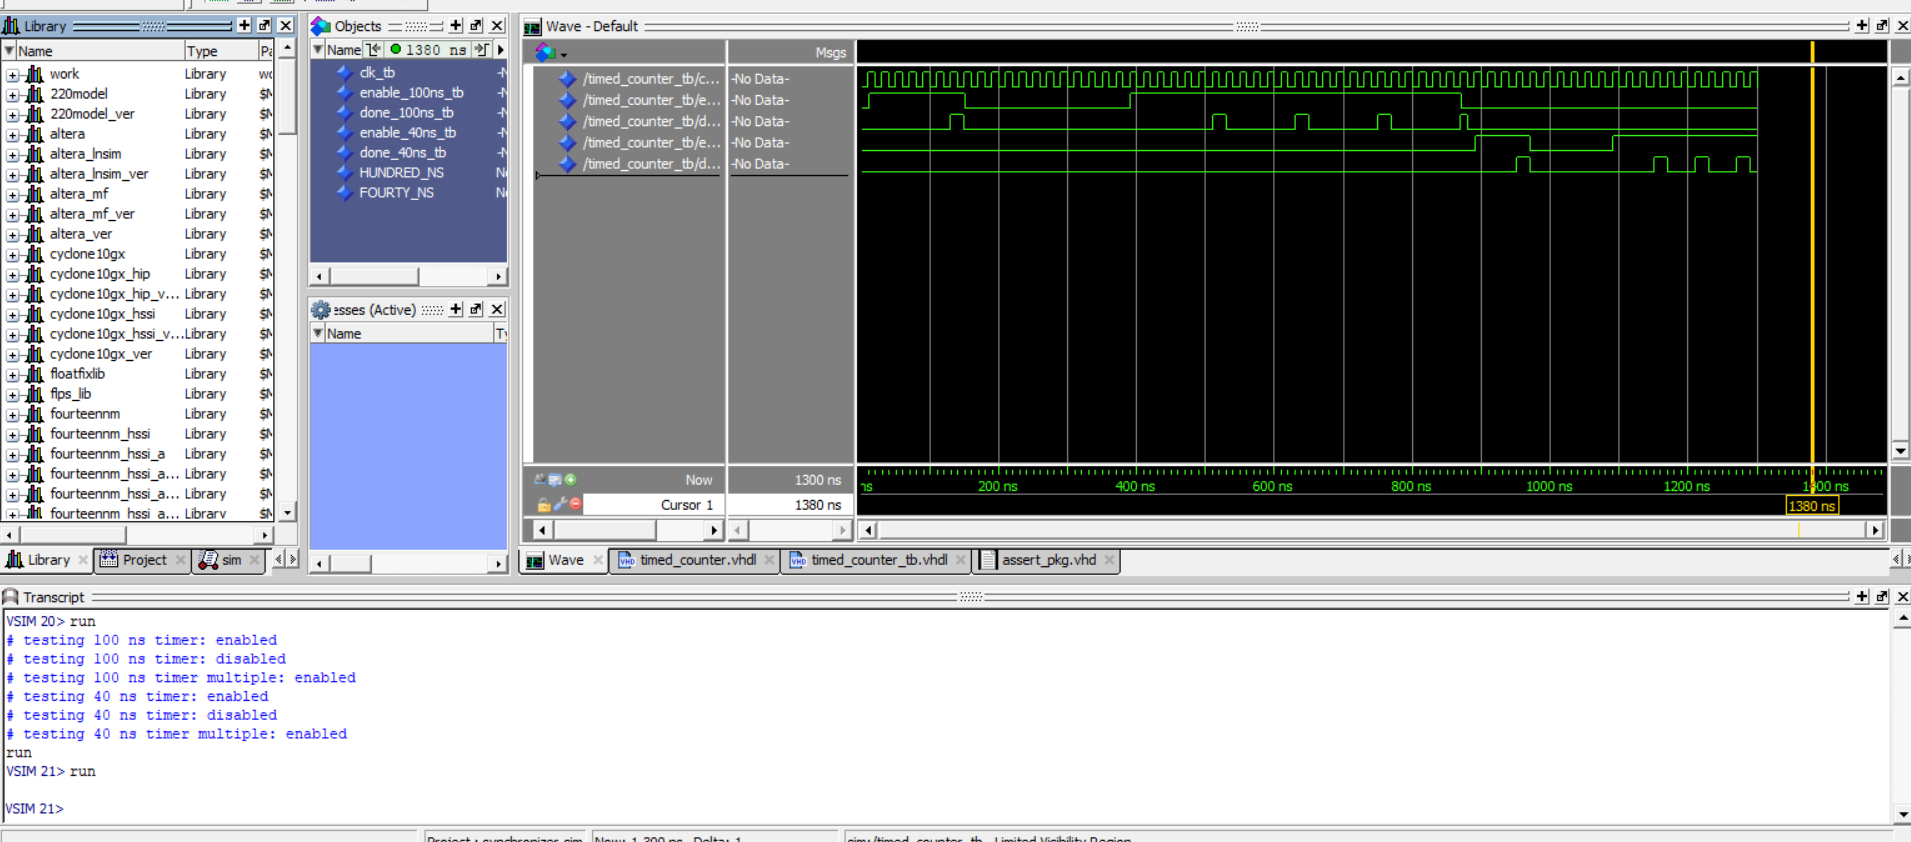 Library
Name Type Pa
work Library wo
220model Library $M
220model_ver Library $M
altera Library $M
altera_lnsim Library $M
altera_lnsim_ver Library $M
altera_mf Library $M
altera_mf_ver Library $M
altera_ver Library $M
cyclone10gx Library $M
cyclone10gx_hip Library $M
cyclone10gx_hip_v... Library $M
cyclone10gx_hssi Library $M
cyclone10gx_hssi_v... Library $M
cyclone10gx_ver Library $M
floatfixlib Library $M
flps_lib Library $M
fourteennm Library $M
fourteennm_hssi Library $M
fourteennm_hssi_a Library $M
fourteennm_hssi_a... Library $M
fourteennm_hssi_a... Library $M
fourteennm_hssi_a... Library $M
Library Project sim
Objects
Name 1380 ns
clk_tb
enable_100ns_tb
done_100ns_tb
enable_40ns_tb
done_40ns_tb
HUNDRED_NS
FOURTY_NS
esses (Active)
Name Ty
Wave - Default
Msgs
/timed_counter_tb/c... -No Data-
/timed_counter_tb/e... -No Data-
/timed_counter_tb/d... -No Data-
/timed_counter_tb/e... -No Data-
/timed_counter_tb/d... -No Data-
Now 1300 ns
ns 200 ns 400 ns 600 ns 800 ns 1000 ns 1200 ns 1400 ns
Cursor 1 1380 ns
1380 ns
Wave timed_counter.vhdl timed_counter_tb.vhdl assert_pkg.vhd
Transcript
VSIM 20> run
# testing 100 ns timer: enabled
# testing 100 ns timer: disabled
# testing 100 ns timer multiple: enabled
# testing 40 ns timer: enabled
# testing 40 ns timer: disabled
# testing 40 ns timer multiple: enabled
run
VSIM 21> run
VSIM 21>
Project : synchronizer_sim Now: 1,300 ns Delta: 1 sim:/timed_counter_tb - Limited Visibility Region